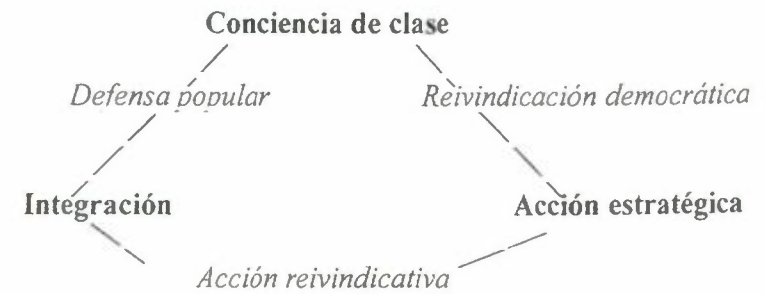 Conciencia de clase
Defensa popular
Reivindicación democrática
Integración
Acción estratégica
Acción reivindicativa